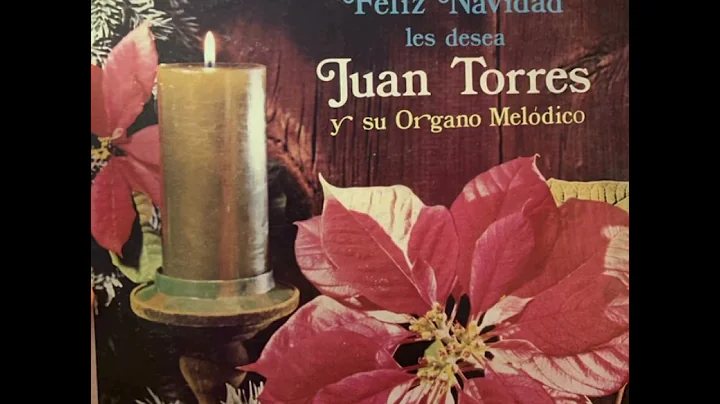 Feliz Navidad
les desea
Juan Torres
y su Organo Melódico